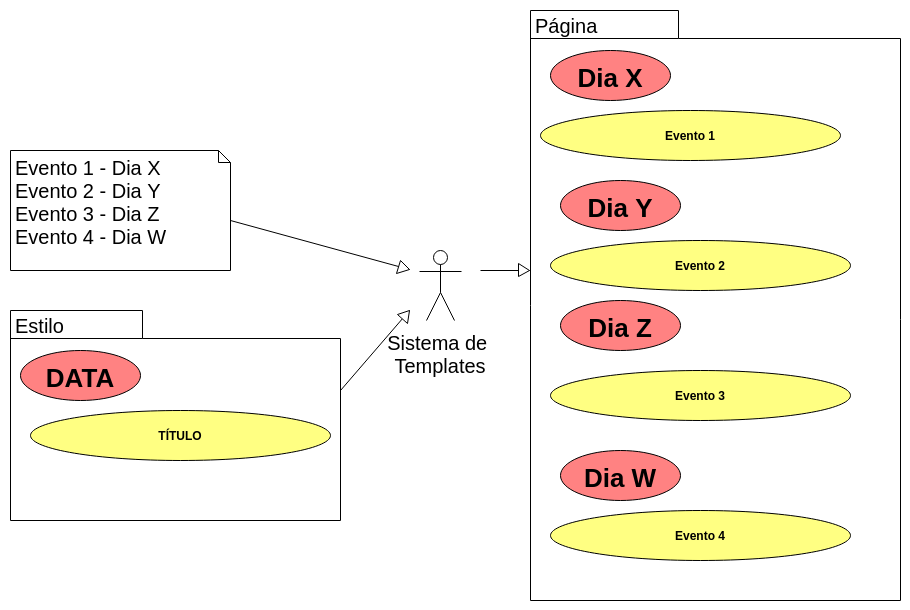 Evento 1 - Dia X
Evento 2 - Dia Y
Evento 3 - Dia Z
Evento 4 - Dia W
Estilo
DATA
TÍTULO
Sistema de
Templates
Página
Dia X
Evento 1
Dia Y
Evento 2
Dia Z
Evento 3
Dia W
Evento 4